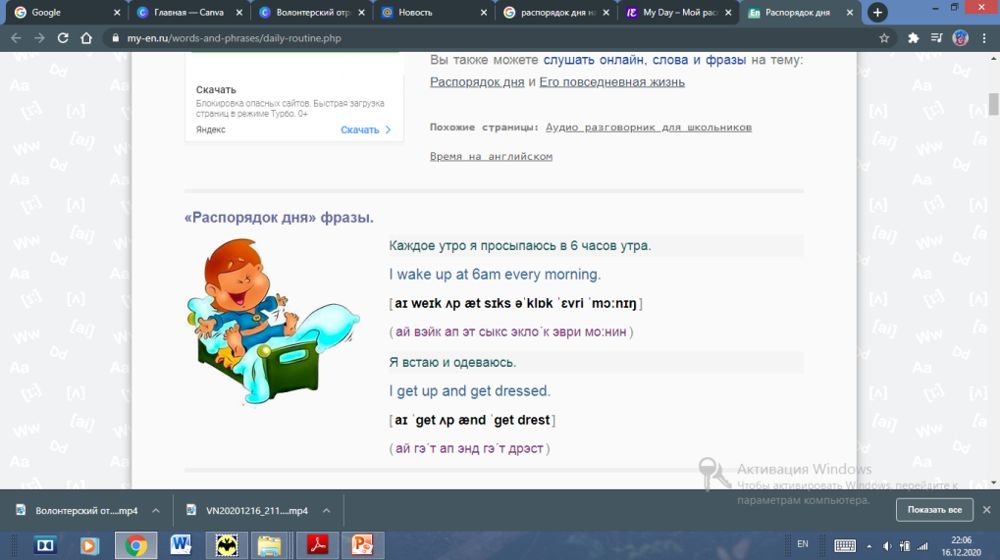 Google
Главная — Canva
Волонтерский отр
Новость
распорядок дня на
My Day – Мой рас
Распорядок дня
my-en.ru/words-and-phrases/daily-routine.php
Вы также можете слушать онлайн, слова и фразы на тему:
Распорядок дня и Его повседневная жизнь
Скачать
Блокировка опасных сайтов. Быстрая загрузка
страниц в режиме Турбо. 0+
Яндекс Скачать
Похожие страницы: Аудио разговорник для школьников
Время на английском
«Распорядок дня» фразы.
Каждое утро я просыпаюсь в 6 часов утра.
I wake up at 6am every morning.
[ aɪ weɪk ʌp æt sɪks əˈklɒk ˈɛvri ˈmɔːnɪŋ ]
( ай вэйк ап эт сыкс экло´к эври мо:нин )
Я встаю и одеваюсь.
I get up and get dressed.
[ aɪ ˈget ʌp ænd ˈget drest ]
( ай гэ´т ап энд гэ´т дрэст )
Активация Windows
Чтобы активировать Windows, перейдите к
параметрам компьютера.
Волонтерский от....mp4
VN20201216_211....mp4
Показать все
EN
22:06
16.12.2020